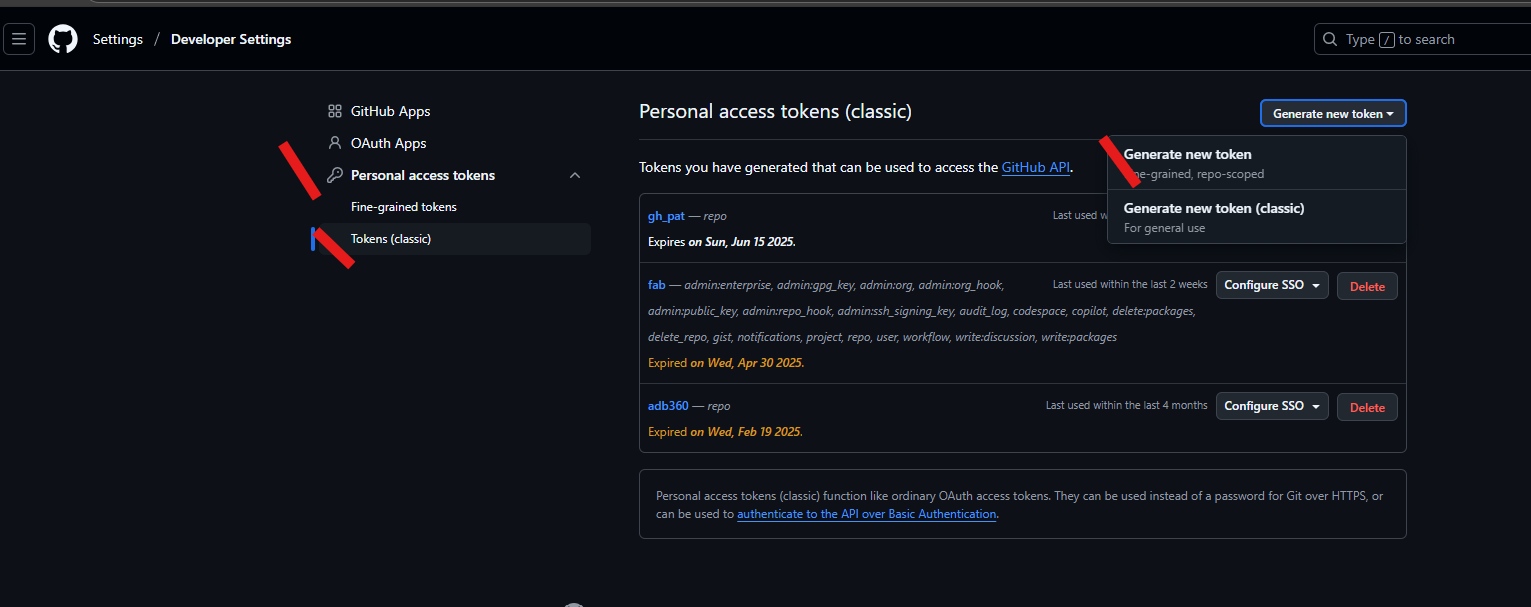 Settings / Developer Settings
Type / to search
GitHub Apps
OAuth Apps
Personal access tokens
Fine-grained tokens
Tokens (classic)
Personal access tokens (classic)
Generate new token
Generate new token
repo-scoped
Generate new token (classic)
For general use
Tokens you have generated that can be used to access the GitHub API.
gh_pat — repo
Last used
Expires on Sun, Jun 15 2025.
fab — admin:enterprise, admin:gpg_key, admin:org, admin:org_hook,
admin:public_key, admin:repo_hook, admin:ssh_signing_key, audit_log, codespace, copilot, delete:packages,
delete_repo, gist, notifications, project, repo, user, workflow, write:discussion, write:packages
Last used within the last 2 weeks
Configure SSO
Delete
Expired on Wed, Apr 30 2025.
adb360 — repo
Last used within the last 4 months
Configure SSO
Delete
Expired on Wed, Feb 19 2025.
Personal access tokens (classic) function like ordinary OAuth access tokens. They can be used instead of a password for Git over HTTPS, or
can be used to authenticate to the API over Basic Authentication.